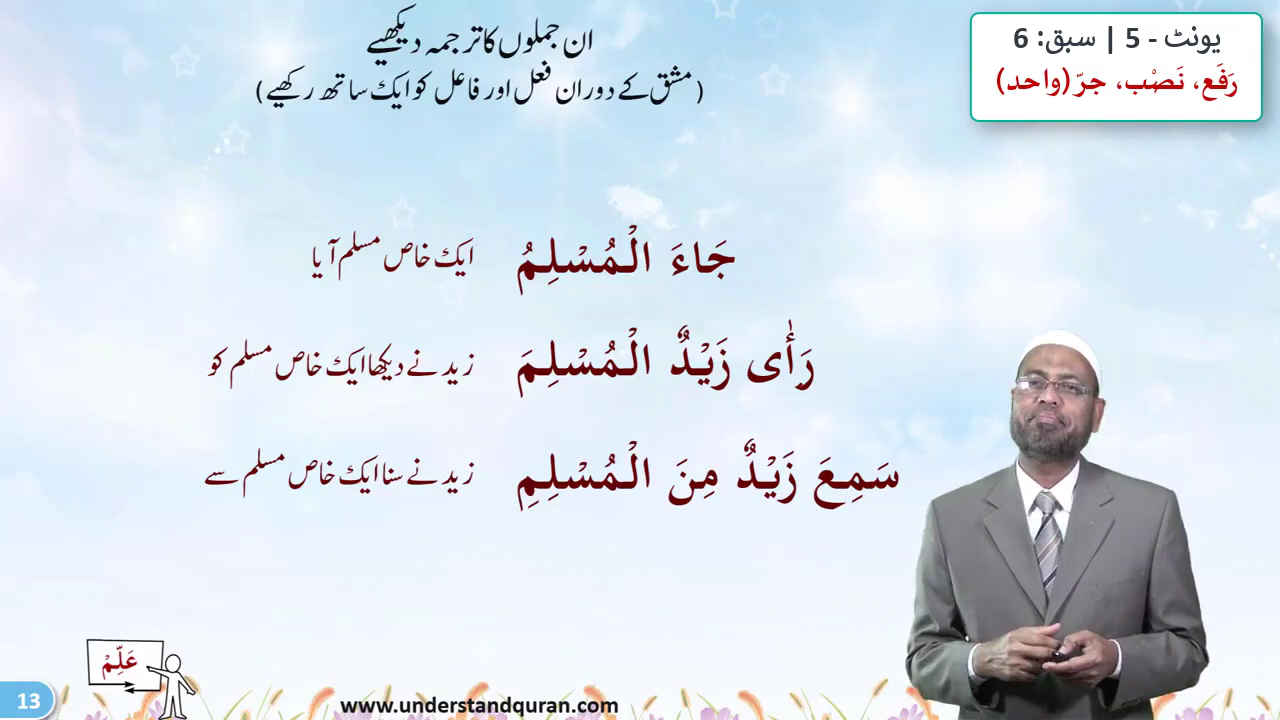 ان جملوں کا ترجمہ دیکھیے
(مشق کے دوران فعل اور فاعل کو ایک ساتھ رکھیے)
یونٹ - 5 | سبق: 6
رَفَع، نَصْب، جرّ (واحد)
جَاءَ الْمُسْلِمُ ایک خاص مسلم آیا
رَأٰى زَيْدٌ الْمُسْلِمَ زید نے دیکھا ایک خاص مسلم کو
سَمِعَ زَيْدٌ مِنَ الْمُسْلِمِ زید نے سنا ایک خاص مسلم سے
عَلِّمْ
13
www.understandquran.com